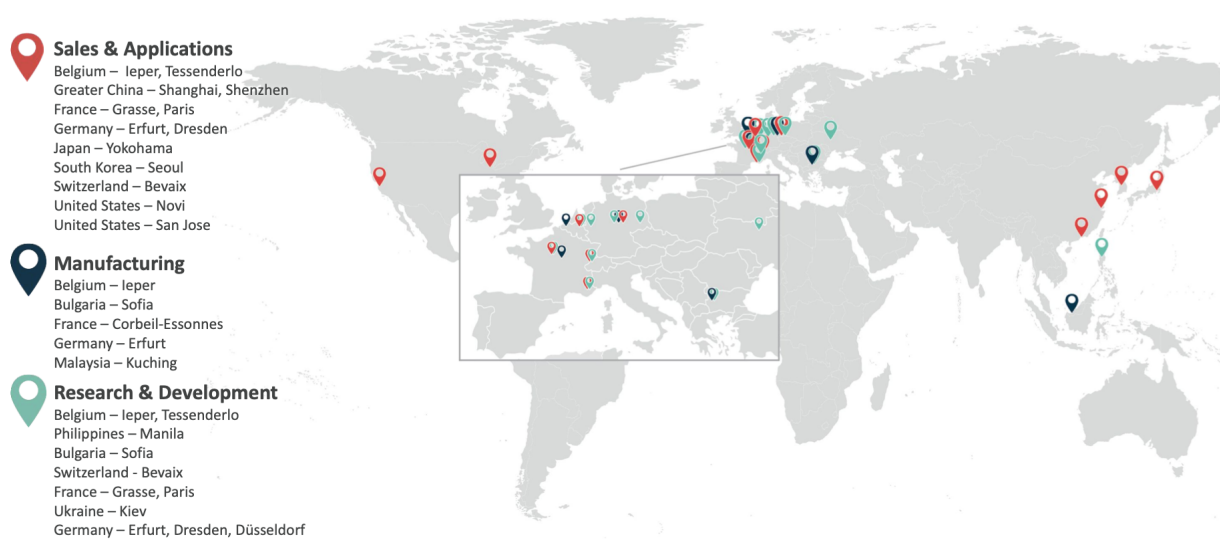 Sales & Applications
Belgium – Ieper, Tessenderlo
Greater China – Shanghai, Shenzhen
France – Grasse, Paris
Germany – Erfurt, Dresden
Japan – Yokohama
South Korea – Seoul
Switzerland – Bevaix
United States – Novi
United States – San Jose
Manufacturing
Belgium – Ieper
Bulgaria – Sofia
France – Corbeil-Essonnes
Germany – Erfurt
Malaysia – Kuching
Research & Development
Belgium – Ieper, Tessenderlo
Philippines – Manila
Bulgaria – Sofia
Switzerland - Bevaix
France – Grasse, Paris
Ukraine – Kiev
Germany – Erfurt, Dresden, Düsseldorf